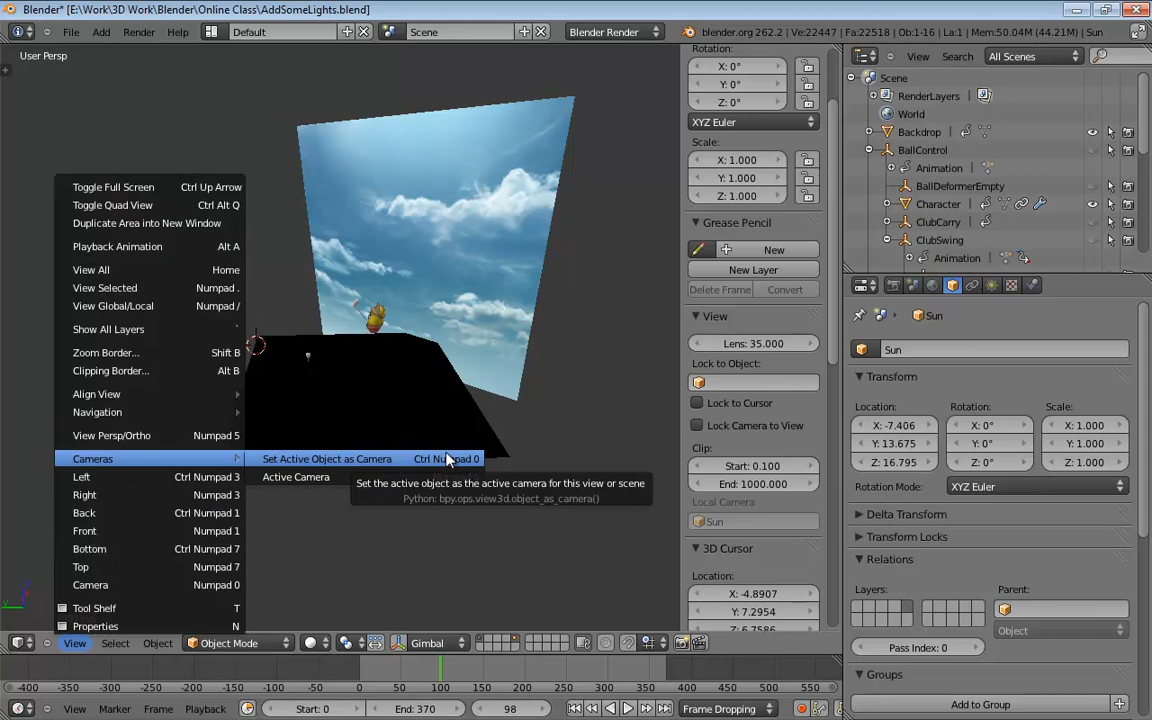 Blender* [E:\Work\3D Work\Blender\Online Class\AddSomeLights.blend]
File Add Render Help Default Scene Blender Render blender.org 262.2 | Ve:22447 | Fa:22518 | Ob:1-16 | La:1 | Mem:50.04M (44.21M) | Sun
User Persp
Toggle Full Screen Ctrl Up Arrow
Toggle Quad View Ctrl Alt Q
Duplicate Area into New Window
Playback Animation Alt A
View All Home
View Selected Numpad .
View Global/Local Numpad /
Show All Layers
Zoom Border... Shift B
Clipping Border... Alt B
Align View
Navigation
View Persp/Ortho Numpad 5
Cameras
Left Ctrl Numpad 3
Right Numpad 3
Back Ctrl Numpad 1
Front Numpad 1
Bottom Ctrl Numpad 7
Top Numpad 7
Camera Numpad 0
Tool Shelf T
Properties N
Set Active Object as Camera Ctrl Numpad 0
Active Camera
Set the active object as the active camera for this view or scene
Python: bpy.ops.view3d.object_as_camera()
Rotation:
X: 0°
Y: 0°
Z: 0°
XYZ Euler
Scale:
X: 1.000
Y: 1.000
Z: 1.000
Grease Pencil
New
New Layer
Delete Frame Convert
View
Lens: 35.000
Lock to Object:
Lock to Cursor
Lock Camera to View
Clip:
Start: 0.100
End: 1000.000
Local Camera:
Sun
3D Cursor
Location:
X: -4.8907
Y: 7.2954
Z: 6.7586
View Search All Scenes
Scene
RenderLayers
World
Backdrop
BallControl
Animation
BallDeformerEmpty
Character
ClubCarry
ClubSwing
Animation
Sun
Sun
Transform
Location: Rotation: Scale:
X: -7.406 X: 0° X: 1.000
Y: 13.675 Y: 0° Y: 1.000
Z: 16.795 Z: 0° Z: 1.000
Rotation Mode: XYZ Euler
Delta Transform
Transform Locks
Relations
Layers: Parent:
Object
Pass Index: 0
Groups
Add to Group
View Select Object Object Mode Gimbal
-400 -350 -300 -250 -200 -150 -100 -50 0 50 100 150 200 250 300 350 400 450 500 550
View Marker Frame Playback Start: 0 End: 370 98 Frame Dropping